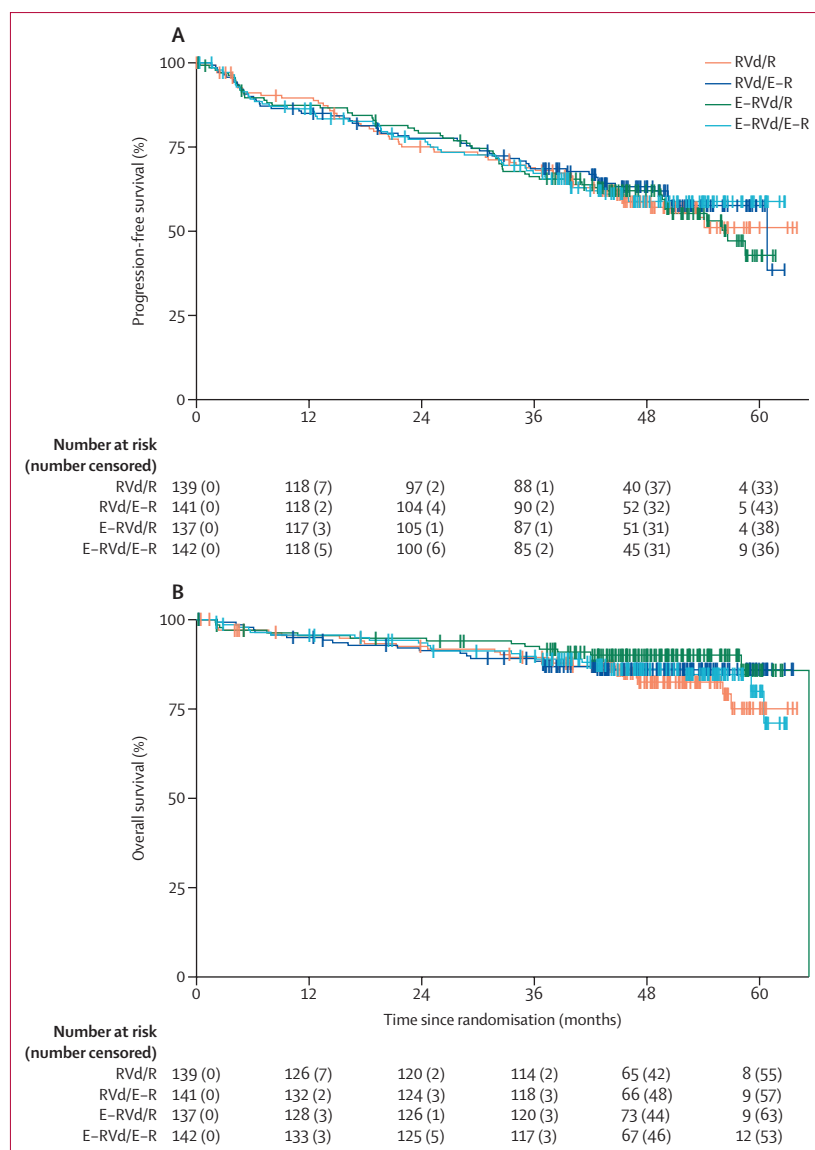 A
RVd/R
RVd/E–R
E–RVd/R
E–RVd/E–R
Progression-free survival (%)
100
75
50
25
0
0 12 24 36 48 60
Number at risk
(number censored)
RVd/R 139 (0) 118 (7) 97 (2) 88 (1) 40 (37) 4 (33)
RVd/E–R 141 (0) 118 (2) 104 (4) 90 (2) 52 (32) 5 (43)
E–RVd/R 137 (0) 117 (3) 105 (1) 87 (1) 51 (31) 4 (38)
E–RVd/E–R 142 (0) 118 (5) 100 (6) 85 (2) 45 (31) 9 (36)
B
Overall survival (%)
100
75
50
25
0
0 12 24 36 48 60
Time since randomisation (months)
Number at risk
(number censored)
RVd/R 139 (0) 126 (7) 120 (2) 114 (2) 65 (42) 8 (55)
RVd/E–R 141 (0) 132 (2) 124 (3) 118 (3) 66 (48) 9 (57)
E–RVd/R 137 (0) 128 (3) 126 (1) 120 (3) 73 (44) 9 (63)
E–RVd/E–R 142 (0) 133 (3) 125 (5) 117 (3) 67 (46) 12 (53)